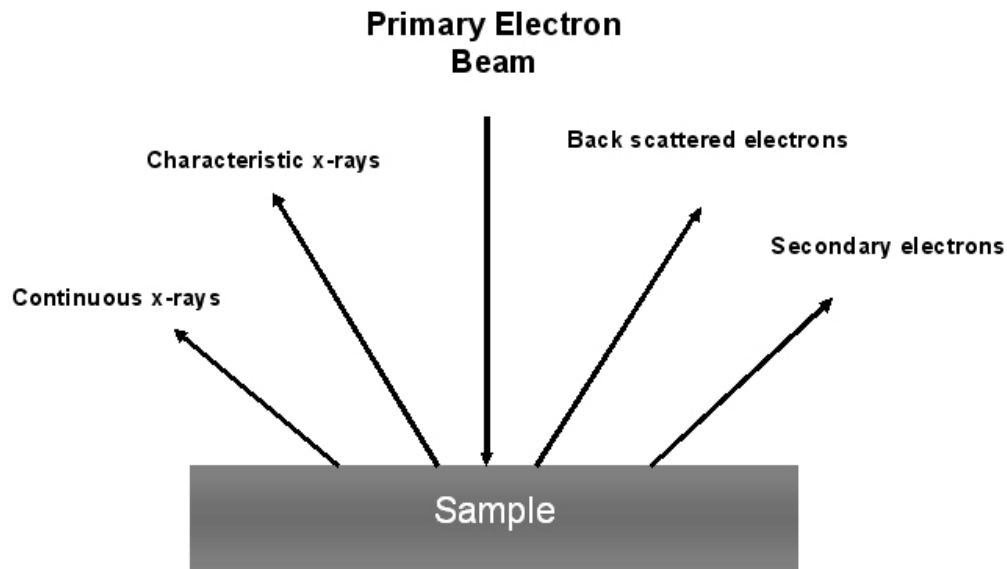 Primary Electron
Beam
Back scattered electrons
Characteristic x-rays
Secondary electrons
Continuous x-rays
Sample